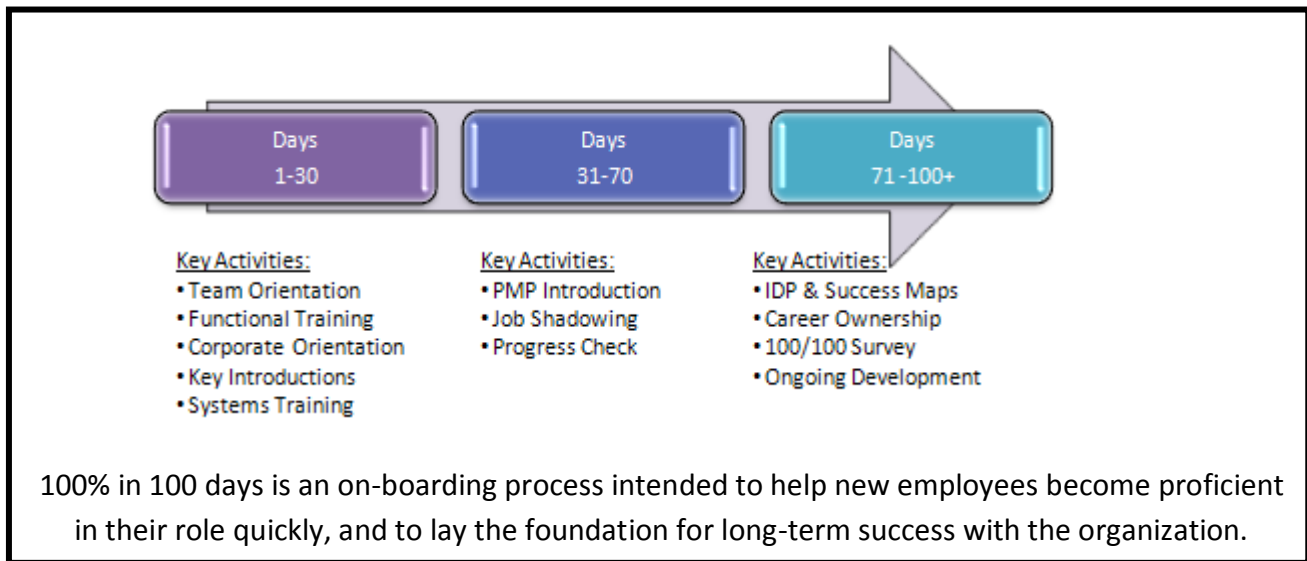 Days
1-30
Days
31-70
Days
71 -100+
Key Activities:
• Team Orientation
• Functional Training
• Corporate Orientation
• Key Introductions
• Systems Training
Key Activities:
• PMP Introduction
• Job Shadowing
• Progress Check
Key Activities:
• IDP & Success Maps
• Career Ownership
• 100/100 Survey
• Ongoing Development
100% in 100 days is an on-boarding process intended to help new employees become proficient
in their role quickly, and to lay the foundation for long-term success with the organization.